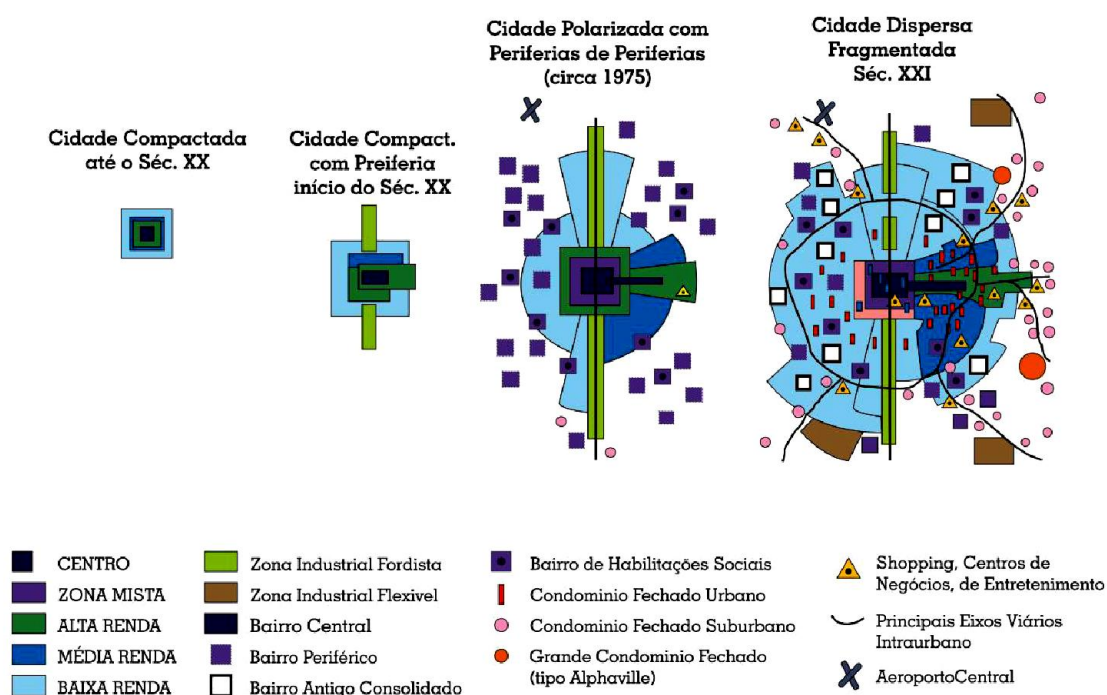 Cidade Compactada
até o Séc. XX
Cidade Compact.
com Preiferia
início do Séc. XX
Cidade Polarizada com
Periferias de Periferias
(circa 1975)
Cidade Dispersa
Fragmentada
Séc. XXI
CENTRO
ZONA MISTA
ALTA RENDA
MÉDIA RENDA
BAIXA RENDA
Zona Industrial Fordista
Zona Industrial Flexivel
Bairro Central
Bairro Periférico
Bairro Antigo Consolidado
Bairro de Habilitações Sociais
Condominio Fechado Urbano
Condominio Fechado Suburbano
Grande Condominio Fechado
(tipo Alphaville)
Shopping, Centros de
Negócios, de Entretenimento
Principais Eixos Viários
Intraurbano
AeroportoCentral